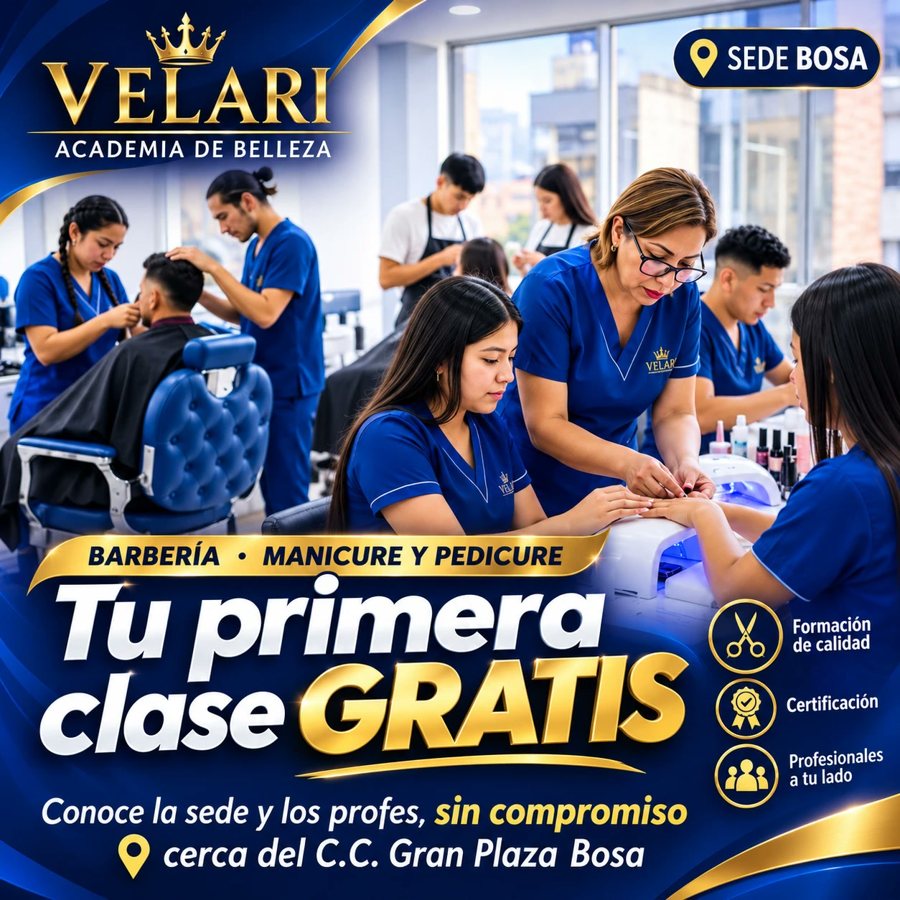 VELARI
ACADEMIA DE BELLEZA
SEDE BOSA
VELARI
BARBERÍA · MANICURE Y PEDICURE
Tu primera
clase GRATIS
Formación
de calidad
Certificación
Profesionales
a tu lado
Conoce la sede y los profes, sin compromiso
cerca del C.C. Gran Plaza Bosa